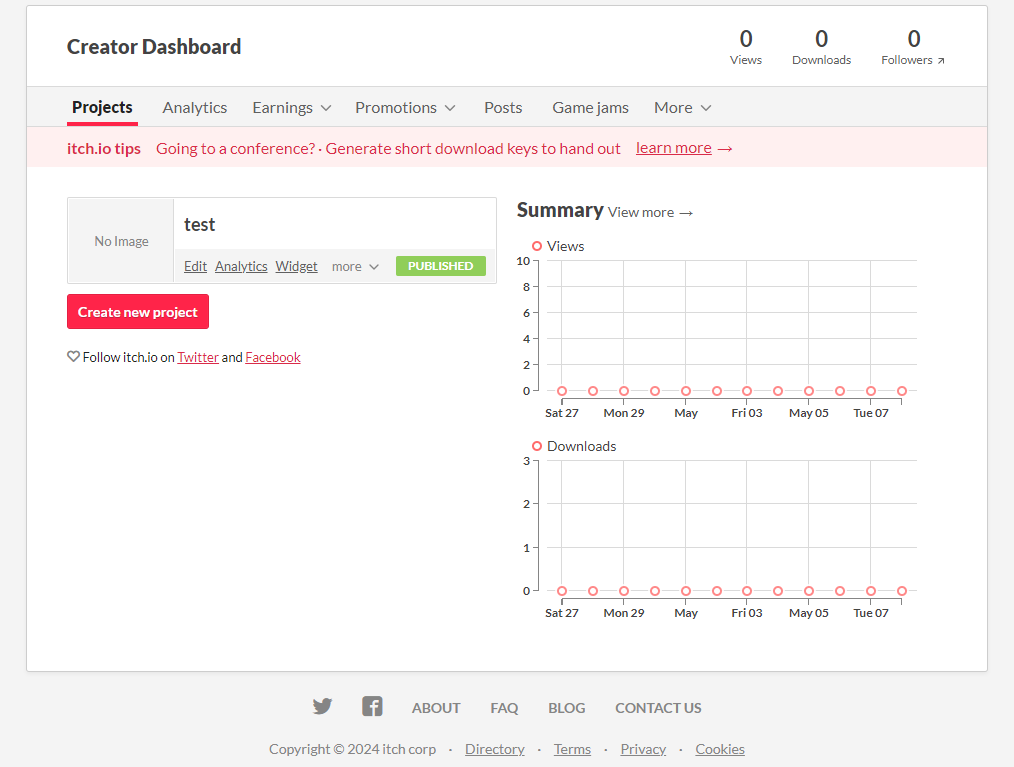 Creator Dashboard
0 0 0
Views Downloads Followers ↗
Projects Analytics Earnings Promotions Posts Game jams More
itch.io tips Going to a conference? · Generate short download keys to hand out learn more →
No Image
test
Edit Analytics Widget more PUBLISHED
Create new project
Follow itch.io on Twitter and Facebook
Summary View more →
Views
10
8
6
4
2
0
Sat 27 Mon 29 May Fri 03 May 05 Tue 07
Downloads
3
2
1
0
Sat 27 Mon 29 May Fri 03 May 05 Tue 07
ABOUT FAQ BLOG CONTACT US
Copyright © 2024 itch corp · Directory · Terms · Privacy · Cookies